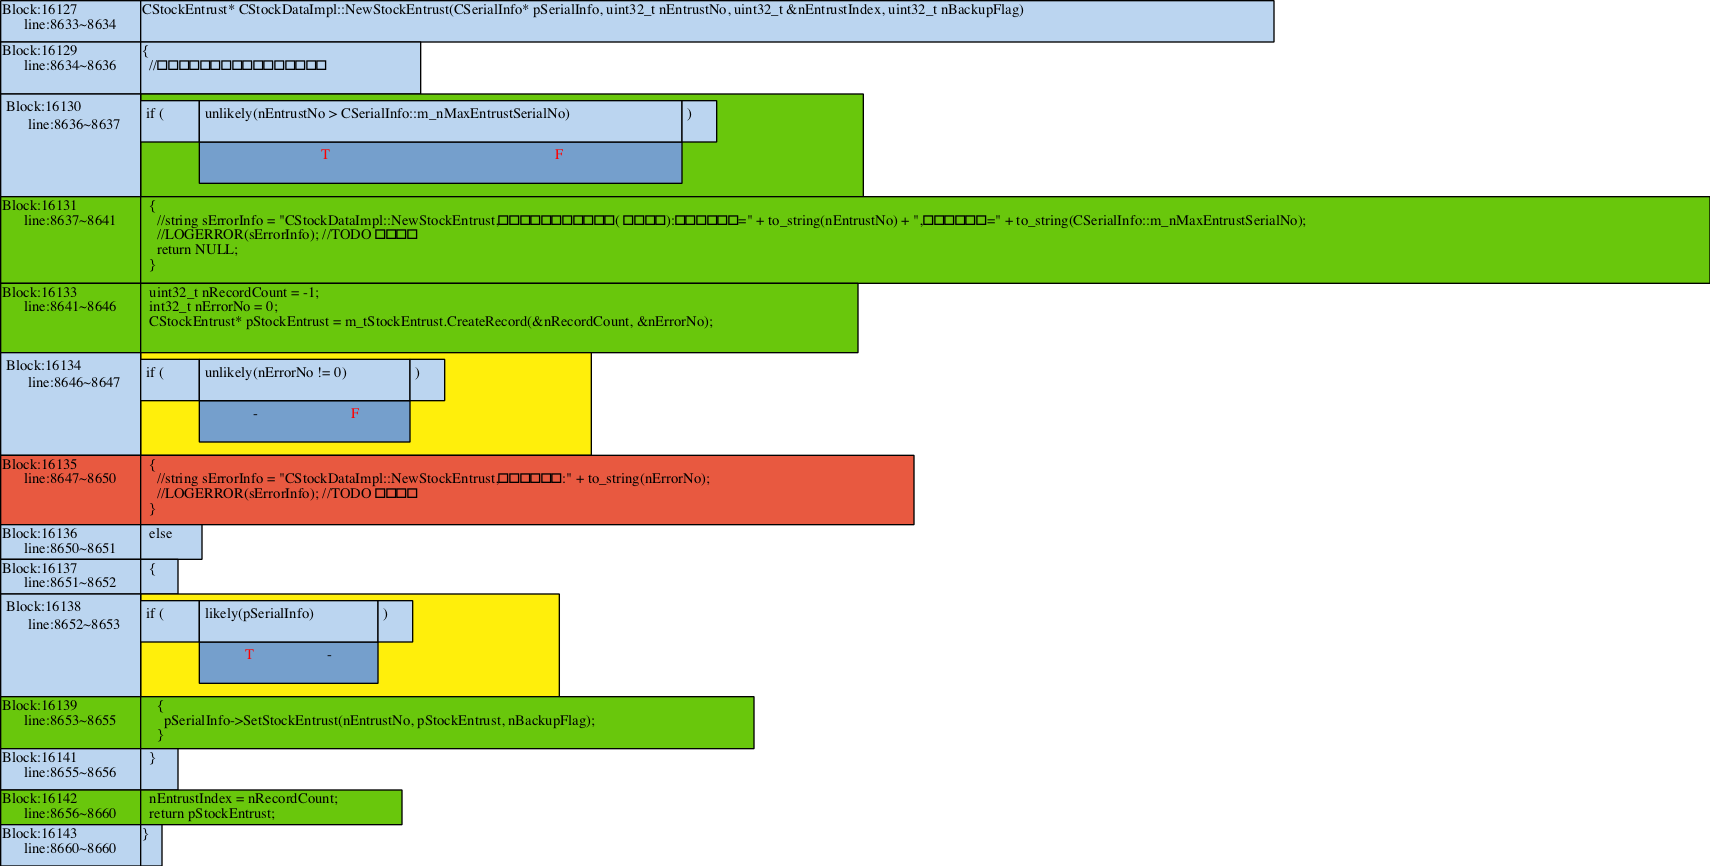 Block:16127
line:8633~8634
CStockEntrust* CStockDataImpl::NewStockEntrust(CSerialInfo* pSerialInfo, uint32_t nEntrustNo, uint32_t &nEntrustIndex, uint32_t nBackupFlag)
Block:16129
line:8634~8636
{
//□□□□□□□□□□□□□□□□
Block:16130
line:8636~8637
if ( unlikely(nEntrustNo > CSerialInfo::m_nMaxEntrustSerialNo) )
T F
Block:16131
line:8637~8641
{
//string sErrorInfo = "CStockDataImpl::NewStockEntrust,□□□□□□□□□□□( □□□□):□□□□□□=" + to_string(nEntrustNo) + ",□□□□□□=" + to_string(CSerialInfo::m_nMaxEntrustSerialNo);
//LOGERROR(sErrorInfo); //TODO □□□□
return NULL;
}
Block:16133
line:8641~8646
uint32_t nRecordCount = -1;
int32_t nErrorNo = 0;
CStockEntrust* pStockEntrust = m_tStockEntrust.CreateRecord(&nRecordCount, &nErrorNo);
Block:16134
line:8646~8647
if ( unlikely(nErrorNo != 0) )
- F
Block:16135
line:8647~8650
{
//string sErrorInfo = "CStockDataImpl::NewStockEntrust,□□□□□□:" + to_string(nErrorNo);
//LOGERROR(sErrorInfo); //TODO □□□□
}
Block:16136
line:8650~8651
else
Block:16137
line:8651~8652
{
Block:16138
line:8652~8653
if ( likely(pSerialInfo) )
T -
Block:16139
line:8653~8655
{
pSerialInfo->SetStockEntrust(nEntrustNo, pStockEntrust, nBackupFlag);
}
Block:16141
line:8655~8656
}
Block:16142
line:8656~8660
nEntrustIndex = nRecordCount;
return pStockEntrust;
Block:16143
line:8660~8660
}